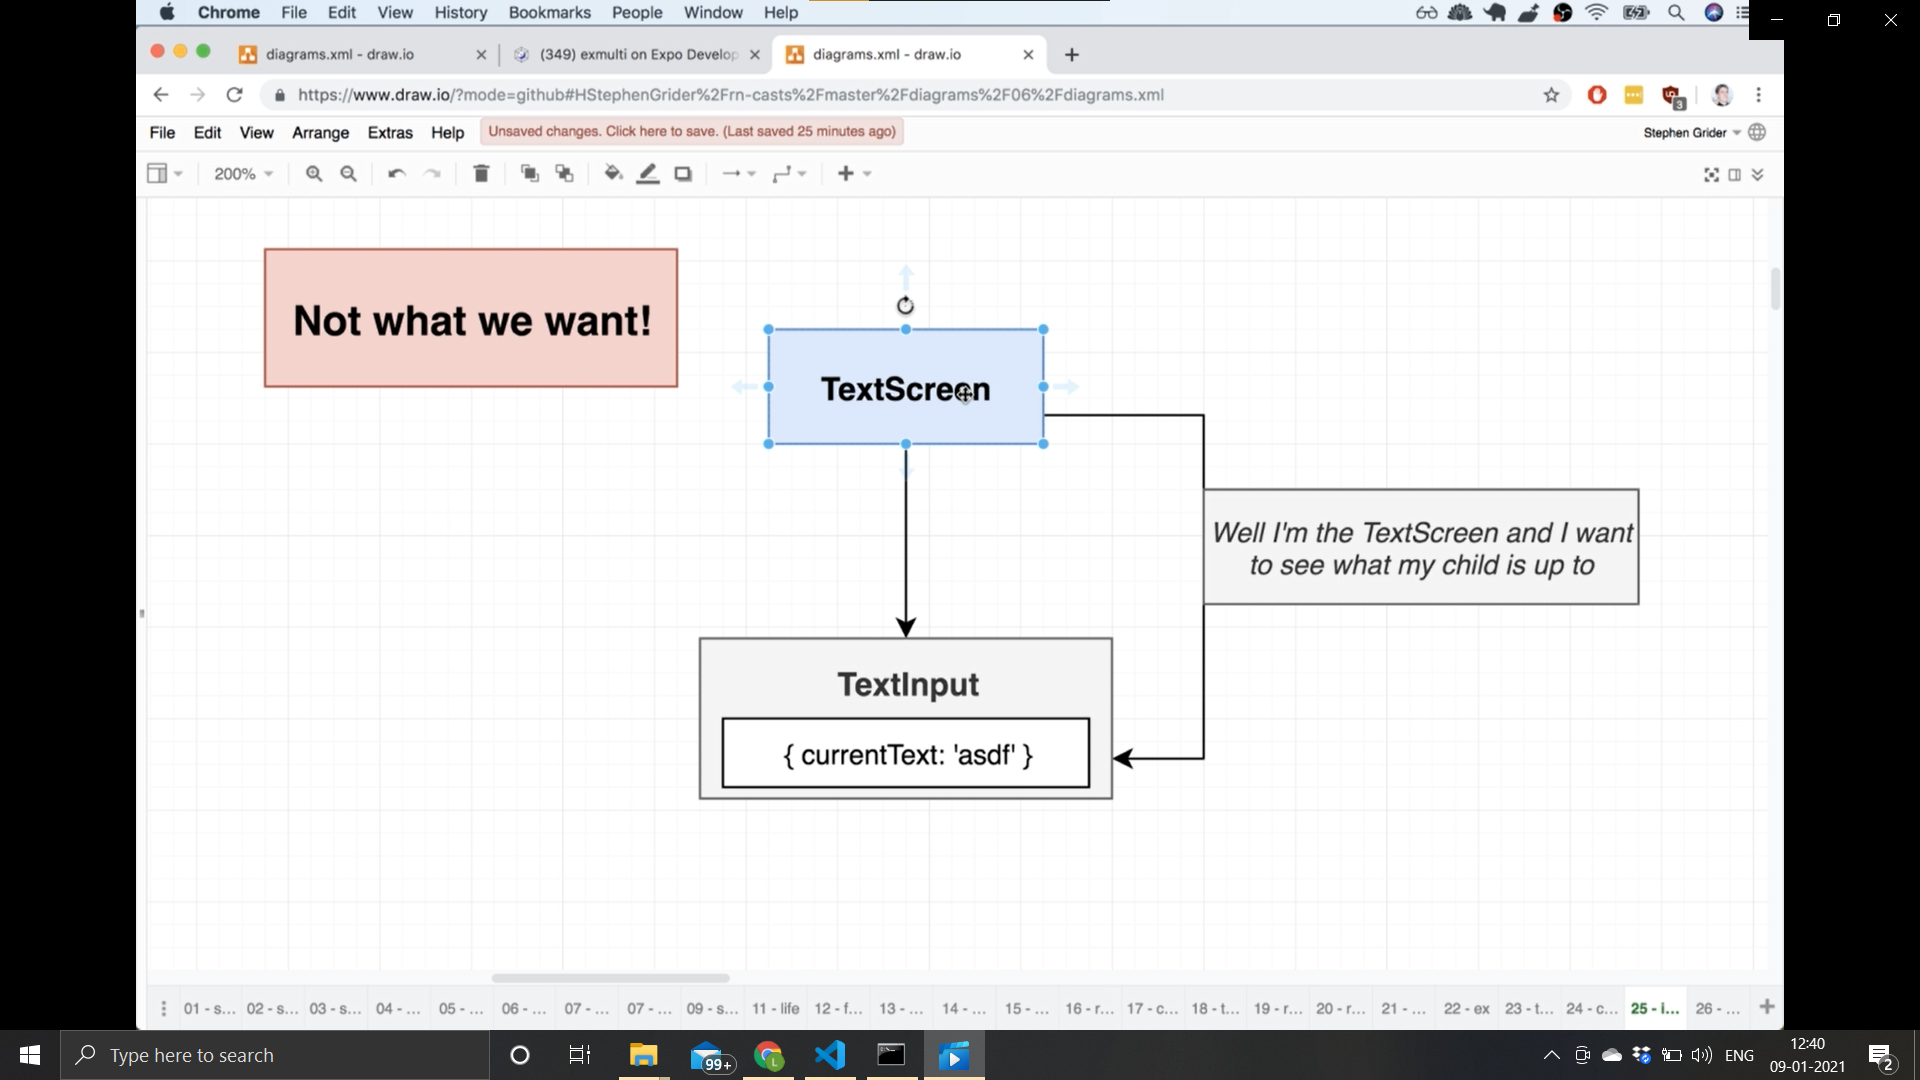 Chrome File Edit View History Bookmarks People Window Help
diagrams.xml - draw.io
(349) exmulti on Expo Develop
diagrams.xml - draw.io
https://www.draw.io/?mode=github#HStephenGrider%2Frn-casts%2Fmaster%2Fdiagrams%2F06%2Fdiagrams.xml
3
File Edit View Arrange Extras Help
Unsaved changes. Click here to save. (Last saved 25 minutes ago)
Stephen Grider
200%
Not what we want!
TextScreen
Well I'm the TextScreen and I want
to see what my child is up to
TextInput
{ currentText: 'asdf' }
01 - s... 02 - s... 03 - s... 04 - ... 05 - ... 06 - ... 07 - ... 07 - ... 09 - s... 11 - life 12 - f... 13 - ... 14 - ... 15 - ... 16 - r... 17 - c... 18 - t... 19 - r... 20 - r... 21 - ... 22 - ex 23 - t... 24 - c... 25 - i... 26 - ...
Type here to search
99+
L
ENG
12:40
09-01-2021
2